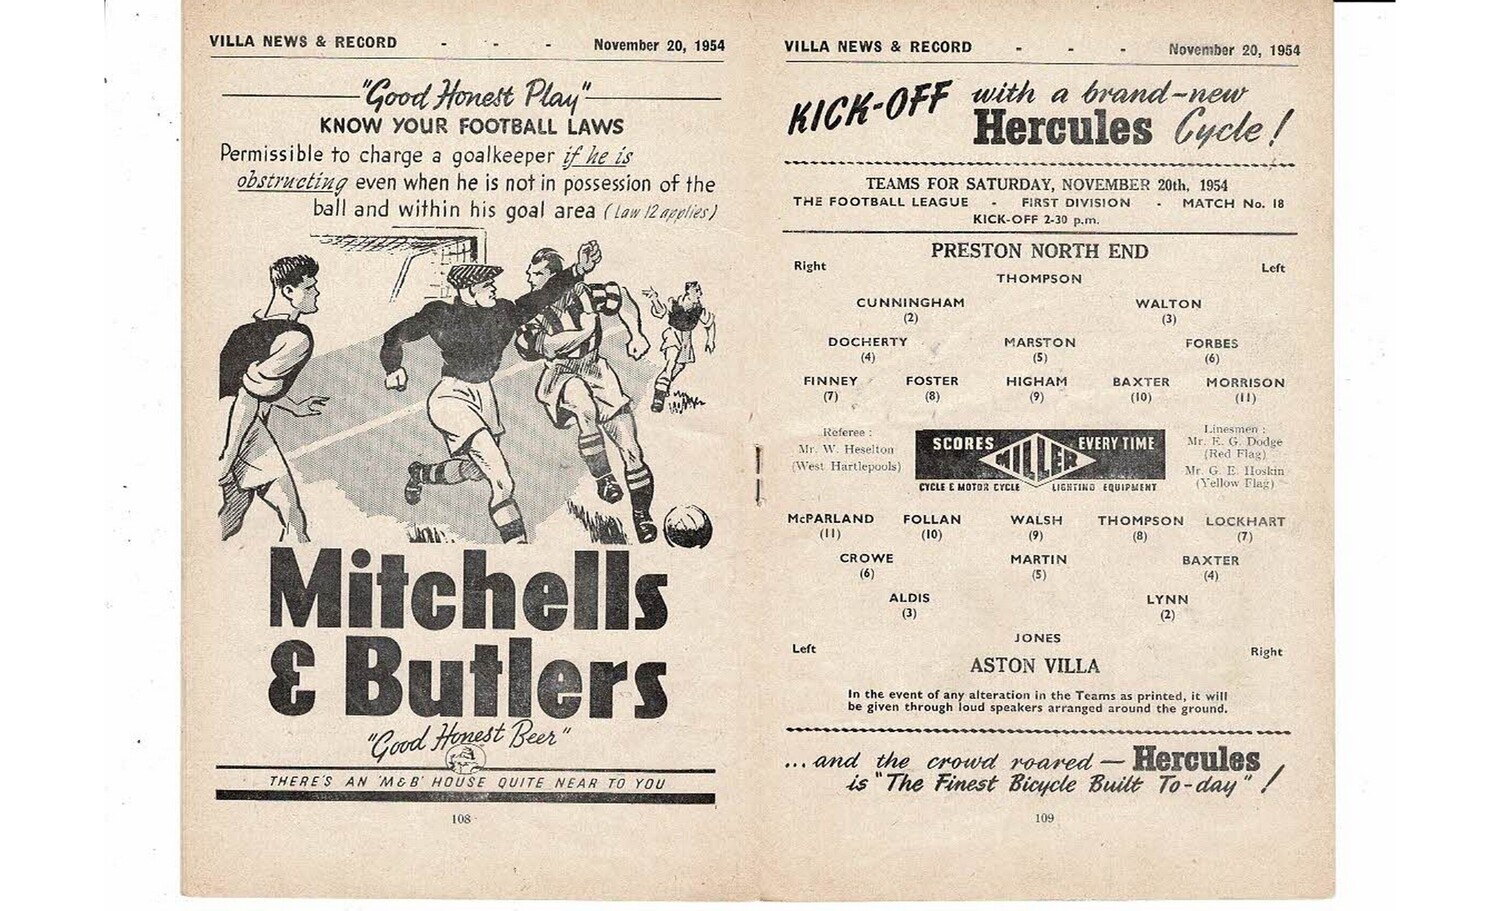 VILLA NEWS & RECORD - - - November 20, 1954
"Good Honest Play"
KNOW YOUR FOOTBALL LAWS
Permissible to charge a goalkeeper if he is
obstructing even when he is not in possession of the
ball and within his goal area (Law 12 applies)
Mitchells
& Butlers
"Good Honest Beer"
THERE'S AN 'M&B' HOUSE QUITE NEAR TO YOU
108
VILLA NEWS & RECORD - - - November 20, 1954
KICK-OFF with a brand-new
Hercules Cycle!
TEAMS FOR SATURDAY, NOVEMBER 20th, 1954
THE FOOTBALL LEAGUE - FIRST DIVISION - MATCH No. 18
KICK-OFF 2-30 p.m.
PRESTON NORTH END
Right Left
THOMPSON
CUNNINGHAM WALTON
(2) (3)
DOCHERTY MARSTON FORBES
(4) (5) (6)
FINNEY FOSTER HIGHAM BAXTER MORRISON
(7) (8) (9) (10) (11)
Referee :
Mr. W. Heselton
(West Hartlepools)
SCORES EVERY TIME
MILLER
CYCLE & MOTOR CYCLE LIGHTING EQUIPMENT
Linesmen :
Mr. E. G. Dodge
(Red Flag)
Mr. G. E. Hoskin
(Yellow Flag)
McPARLAND FOLLAN WALSH THOMPSON LOCKHART
(11) (10) (9) (8) (7)
CROWE MARTIN BAXTER
(6) (5) (4)
ALDIS LYNN
(3) (2)
JONES
Left Right
ASTON VILLA
In the event of any alteration in the Teams as printed, it will
be given through loud speakers arranged around the ground.
...and the crowd roared — Hercules
is "The Finest Bicycle Built To-day" !
109